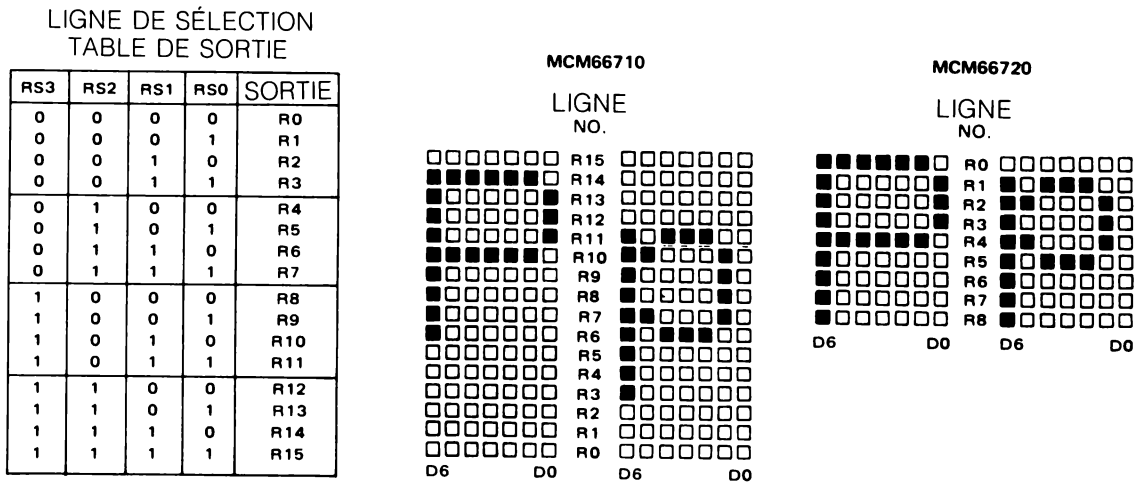 LIGNE DE SÉLECTION
TABLE DE SORTIE
RS3 RS2 RS1 RS0 SORTIE
0 0 0 0 R0
0 0 0 1 R1
0 0 1 0 R2
0 0 1 1 R3
0 1 0 0 R4
0 1 0 1 R5
0 1 1 0 R6
0 1 1 1 R7
1 0 0 0 R8
1 0 0 1 R9
1 0 1 0 R10
1 0 1 1 R11
1 1 0 0 R12
1 1 0 1 R13
1 1 1 0 R14
1 1 1 1 R15
MCM66710
LIGNE
NO.
R15
R14
R13
R12
R11
R10
R9
R8
R7
R6
R5
R4
R3
R2
R1
R0
D6 D0 D6 D0
MCM66720
LIGNE
NO.
R0
R1
R2
R3
R4
R5
R6
R7
R8
D6 D0 D6 D0